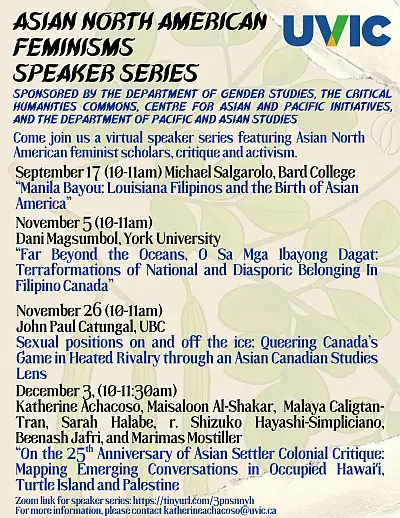 ASIAN NORTH AMERICAN
FEMINISMS
SPEAKER SERIES
UVIC
SPONSORED BY THE DEPARTMENT OF GENDER STUDIES, THE CRITICAL
HUMANITIES COMMONS, CENTRE FOR ASIAN AND PACIFIC INITIATIVES,
AND THE DEPARTMENT OF PACIFIC AND ASIAN STUDIES
Come join us a virtual speaker series featuring Asian North
American feminist scholars, critique and activism.
September 17 (10-11am) Michael Salgarolo, Bard College
“Manila Bayou: Louisiana Filipinos and the Birth of Asian
America”
November 5 (10-11am)
Dani Magsumbol, York University
“Far Beyond the Oceans, O Sa Mga Ibayong Dagat:
Terraformations of National and Diasporic Belonging In
Filipino Canada”
November 26 (10-11am)
John Paul Catungal, UBC
Sexual positions on and off the ice: Queering Canada’s
Game in Heated Rivalry through an Asian Canadian Studies
Lens
December 3, (10-11:30am)
Katherine Achacoso, Maisaloon Al-Shakar, Malaya Caligtan-
Tran, Sarah Halabe, r. Shizuko Hayashi-Simpliciano,
Beenash Jafri, and Marimas Mostiller
“On the 25th Anniversary of Asian Settler Colonial Critique:
Mapping Emerging Conversations in Occupied Hawai‘i,
Turtle Island and Palestine
Zoom link for speaker series: https://tinyurl.com/3pnsnnyh
For more information, please contact katherineachacoso@uvic.ca